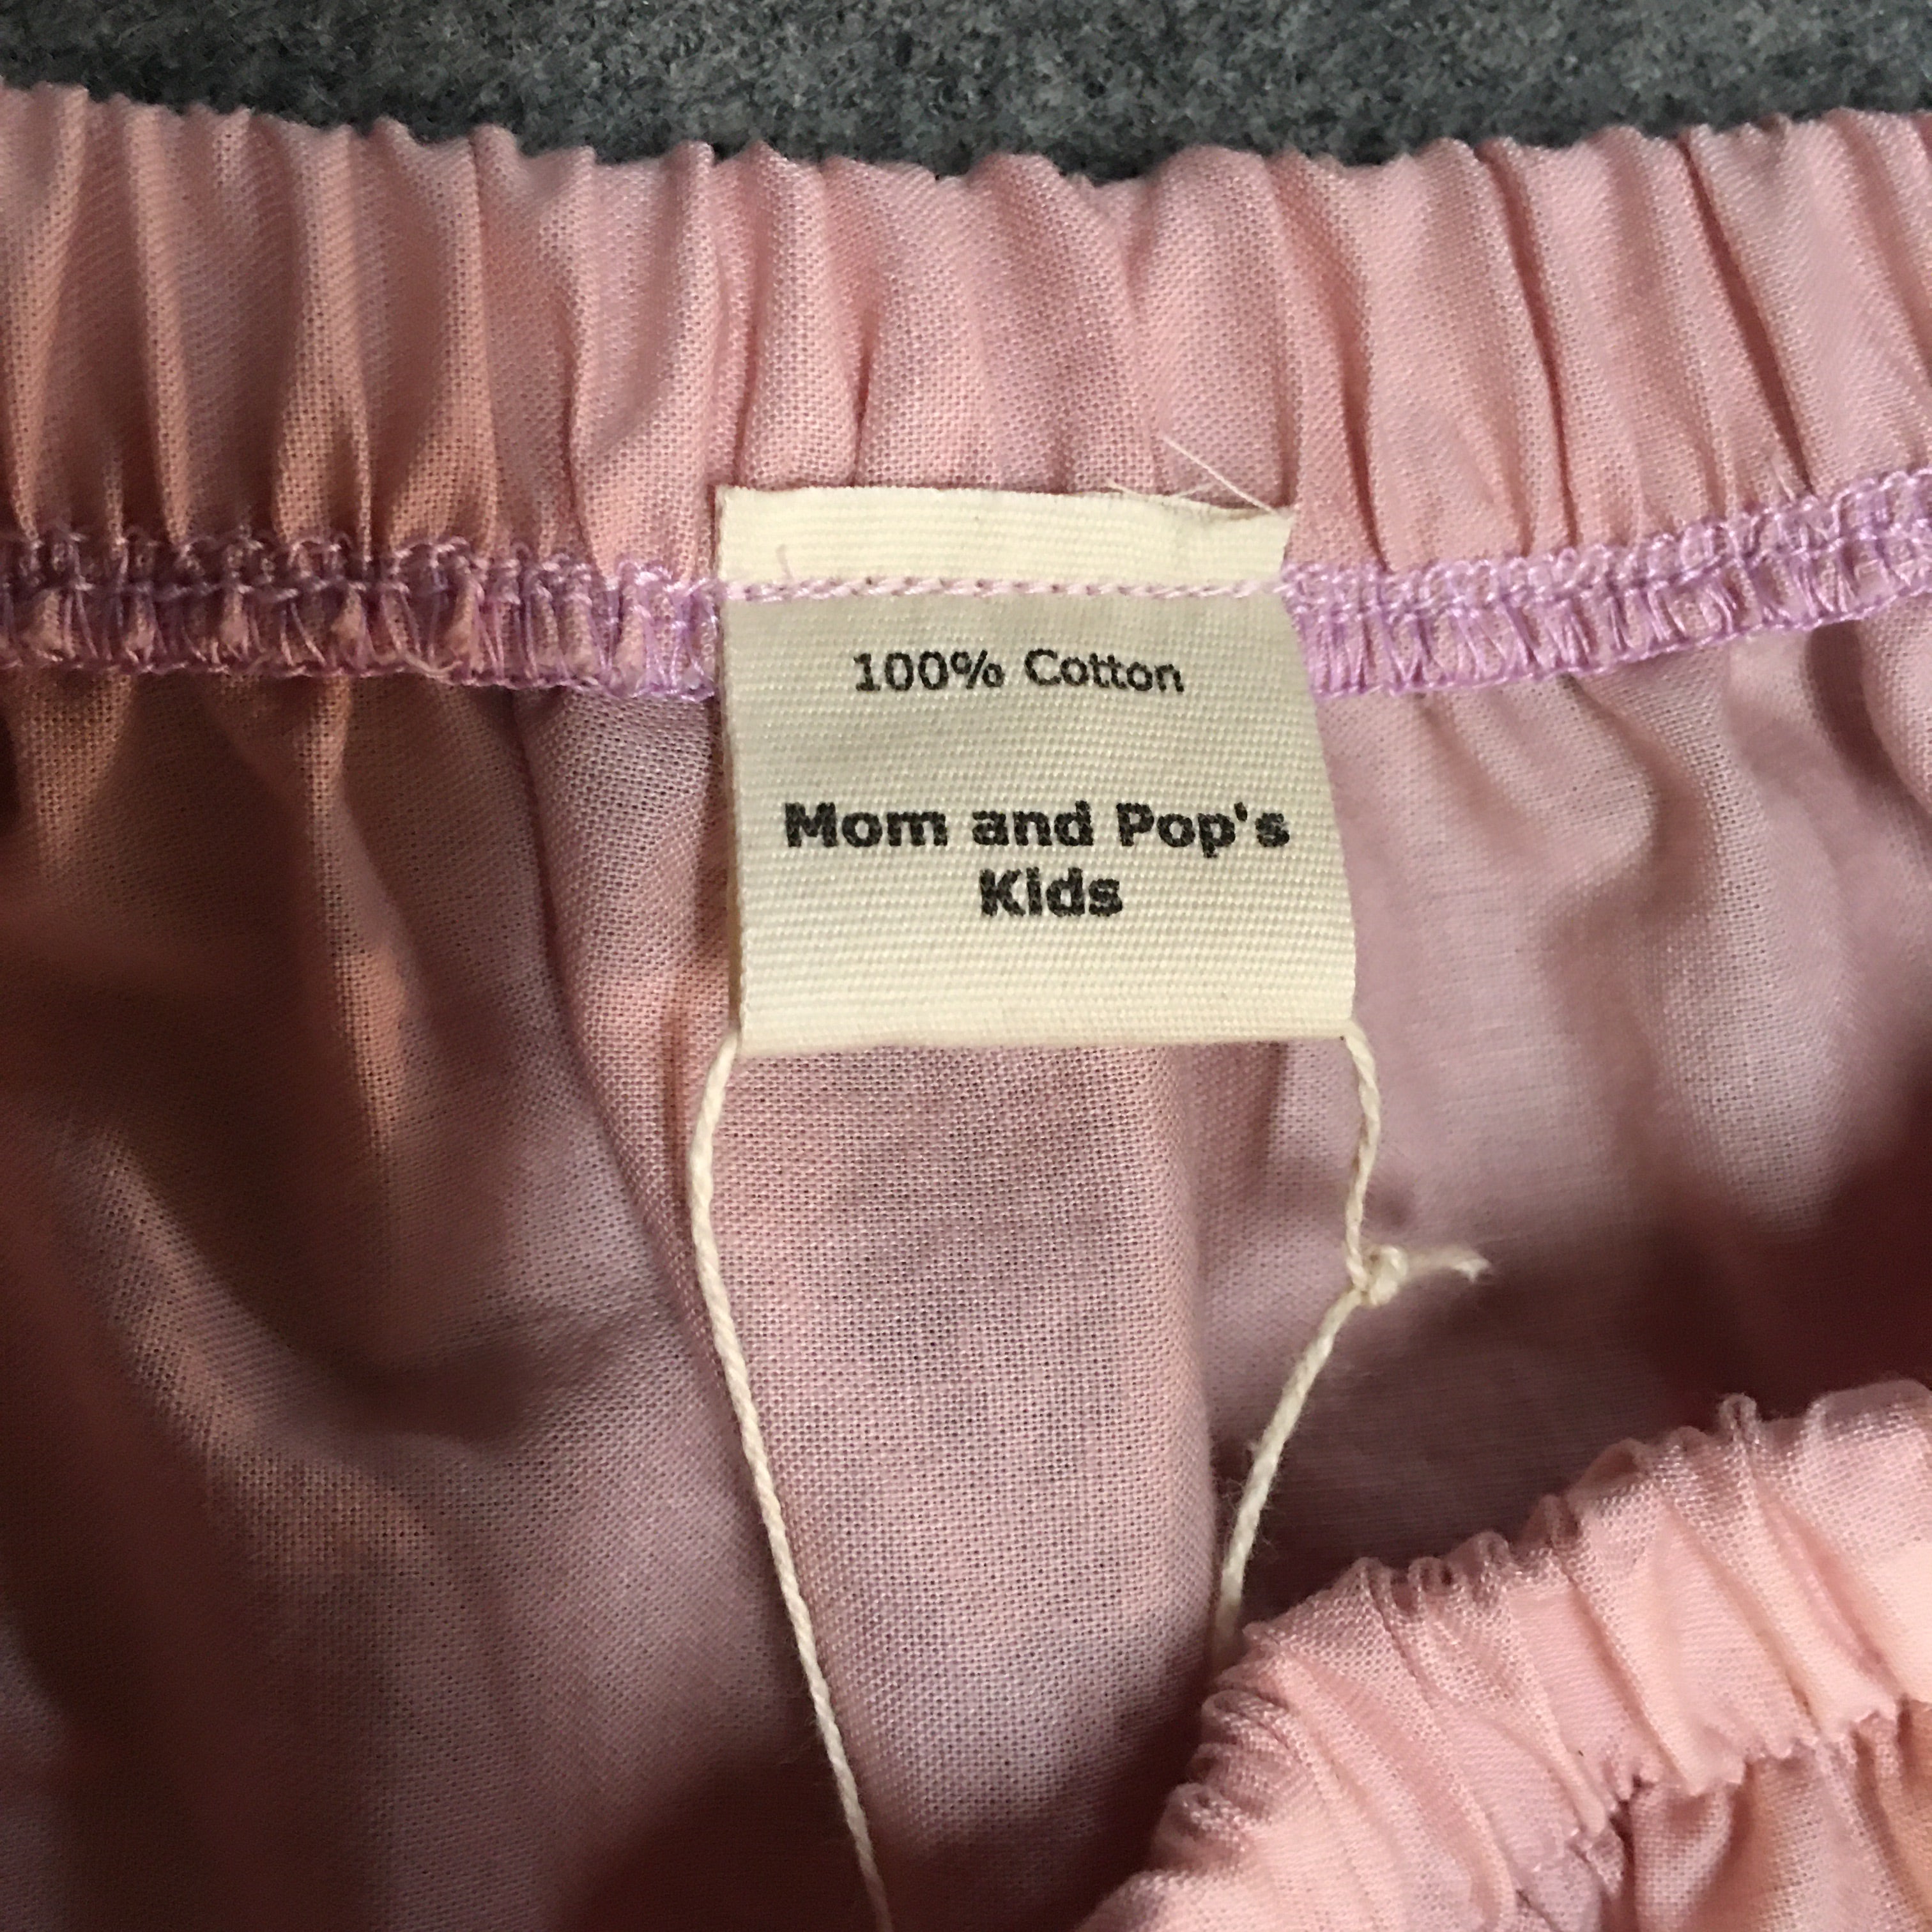 100% Cotton
Mom and Pop's
Kids